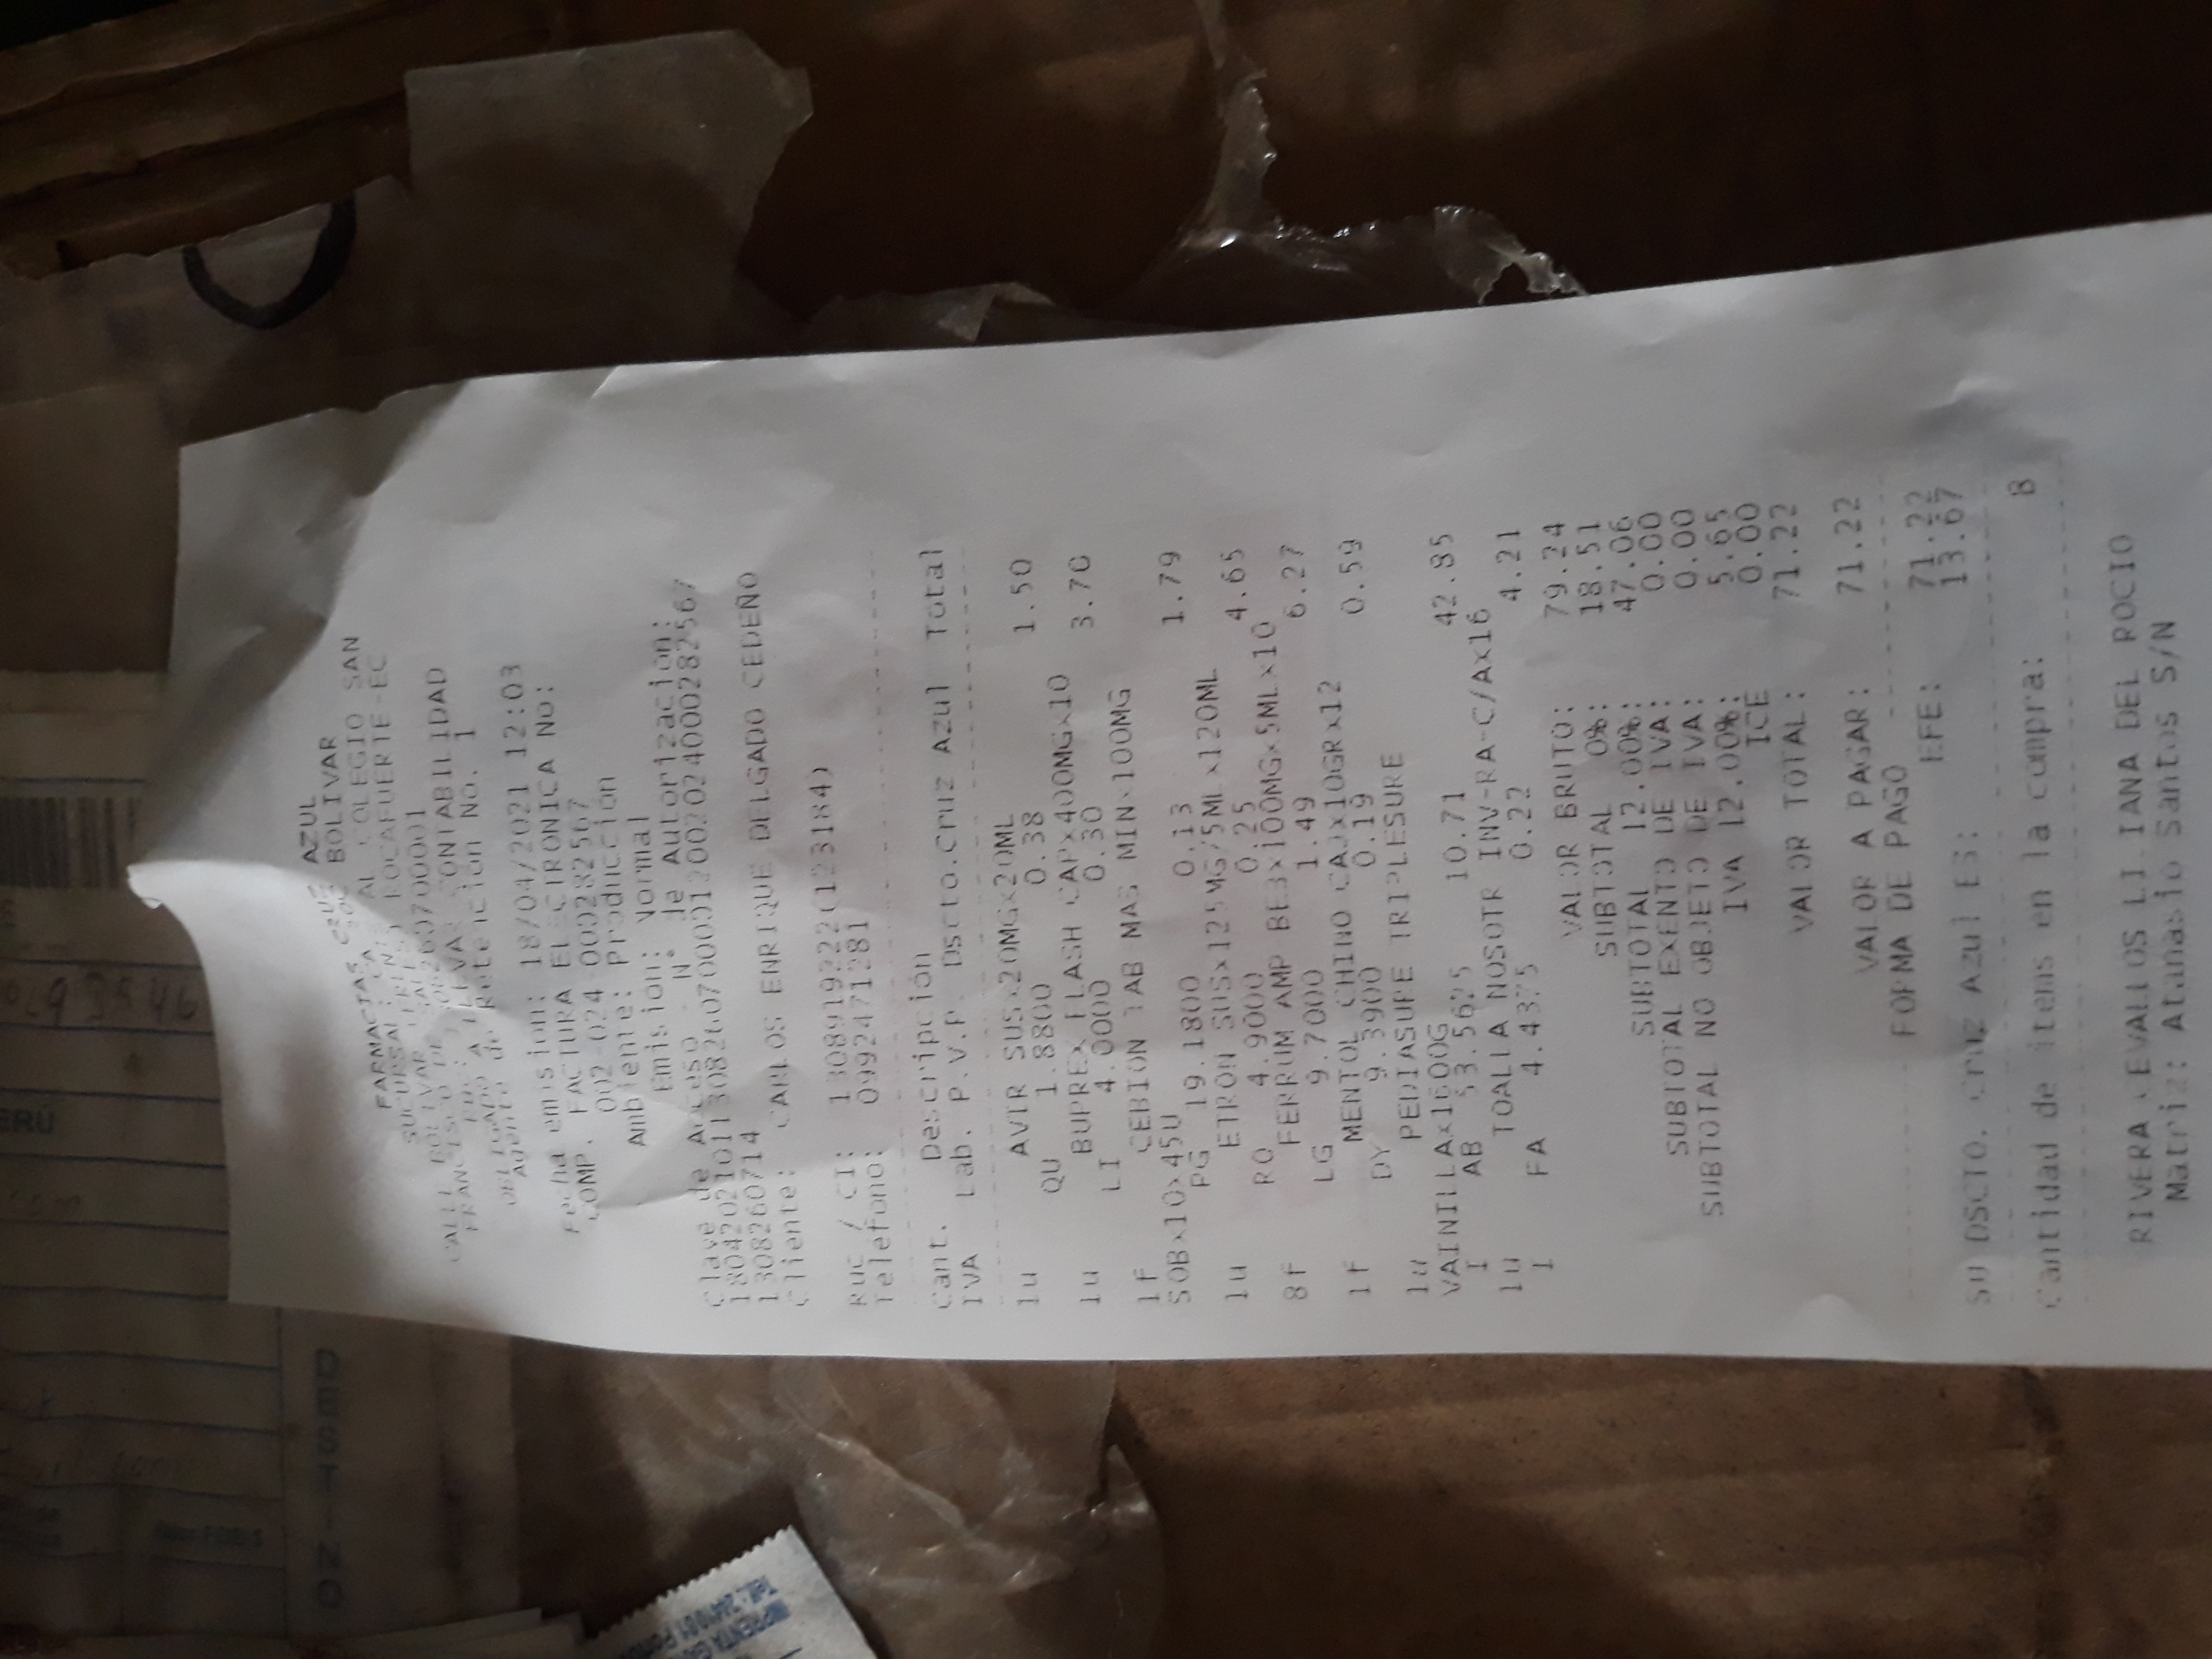 FARMACIAS CRUZ AZUL
SUCURSAL: BOLIVAR
CALLE BOLIVAR AL COLEGIO SAN
FRANCISCO DE SALES) ROCAFUERTE-EC
OBLIGADO A LLEVAR CONTABILIDAD
Agente de Retencion No. 1
Fecha emision: 18/04/2021 12:03
COMP. FACTURA ELECTRONICA No:
002-024-000282567
Ambiente: Produccion
Emision: Normal
Clave de Acceso - N° de Autorizacion:
18042021011308260700012002024000282567
1308260714
Cliente: CARLOS ENRIQUE DELGADO CEDEÑO
Ruc / CI: 1308919222(123184)
Telefono: 0992471281
Cant. Descripcion
IVA Lab. P.V.P. Dscto.Cruz Azul Total
1u AVIR SUSx20MGx20ML
QU 1.8800 0.38 1.50
1u BUPREX FLASH CAPx400MGx10
LI 4.0000 0.30 3.70
1f CEBION TAB MAS MINx100MG
SOBx10x45U
PG 19.1800 0.13 1.79
1u ETRON SUSx125MG/5MLx120ML
RO 4.9000 0.25 4.65
8f FERRUM AMP BEBx100MGx5MLx10
LG 9.7000 1.49 6.27
1f MENTOL CHINO CAJx10GRx12
DY 9.3900 0.19 0.59
1u PEDIASURE TRIPLESURE
VAINILLAx1600G
I AB 53.5625 10.71 42.85
1u TOALLA NOSOTR INV-RA-C/Ax16
I FA 4.4375 0.22 4.21
VALOR BRUTO: 79.24
SUBTOTAL 0%: 18.51
SUBTOTAL 12.00%: 47.06
SUBTOTAL EXENTO DE IVA: 0.00
SUBTOTAL NO OBJETO DE IVA: 0.00
IVA 12.00%: 5.65
ICE 0.00
VALOR TOTAL: 71.22
VALOR A PAGAR: 71.22
FORMA DE PAGO
EFE: 71.22
SU DSCTO. Cruz Azul ES: 13.67
Cantidad de items en la compra: 8
RIVERA CEVALLOS LILIANA DEL ROCIO
Matriz: Atanasio Santos S/N